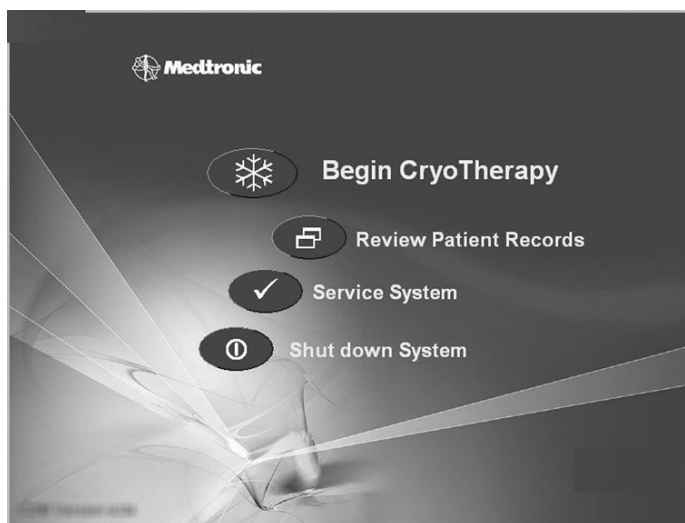 Medtronic
Begin CryoTherapy
Review Patient Records
Service System
Shut down System